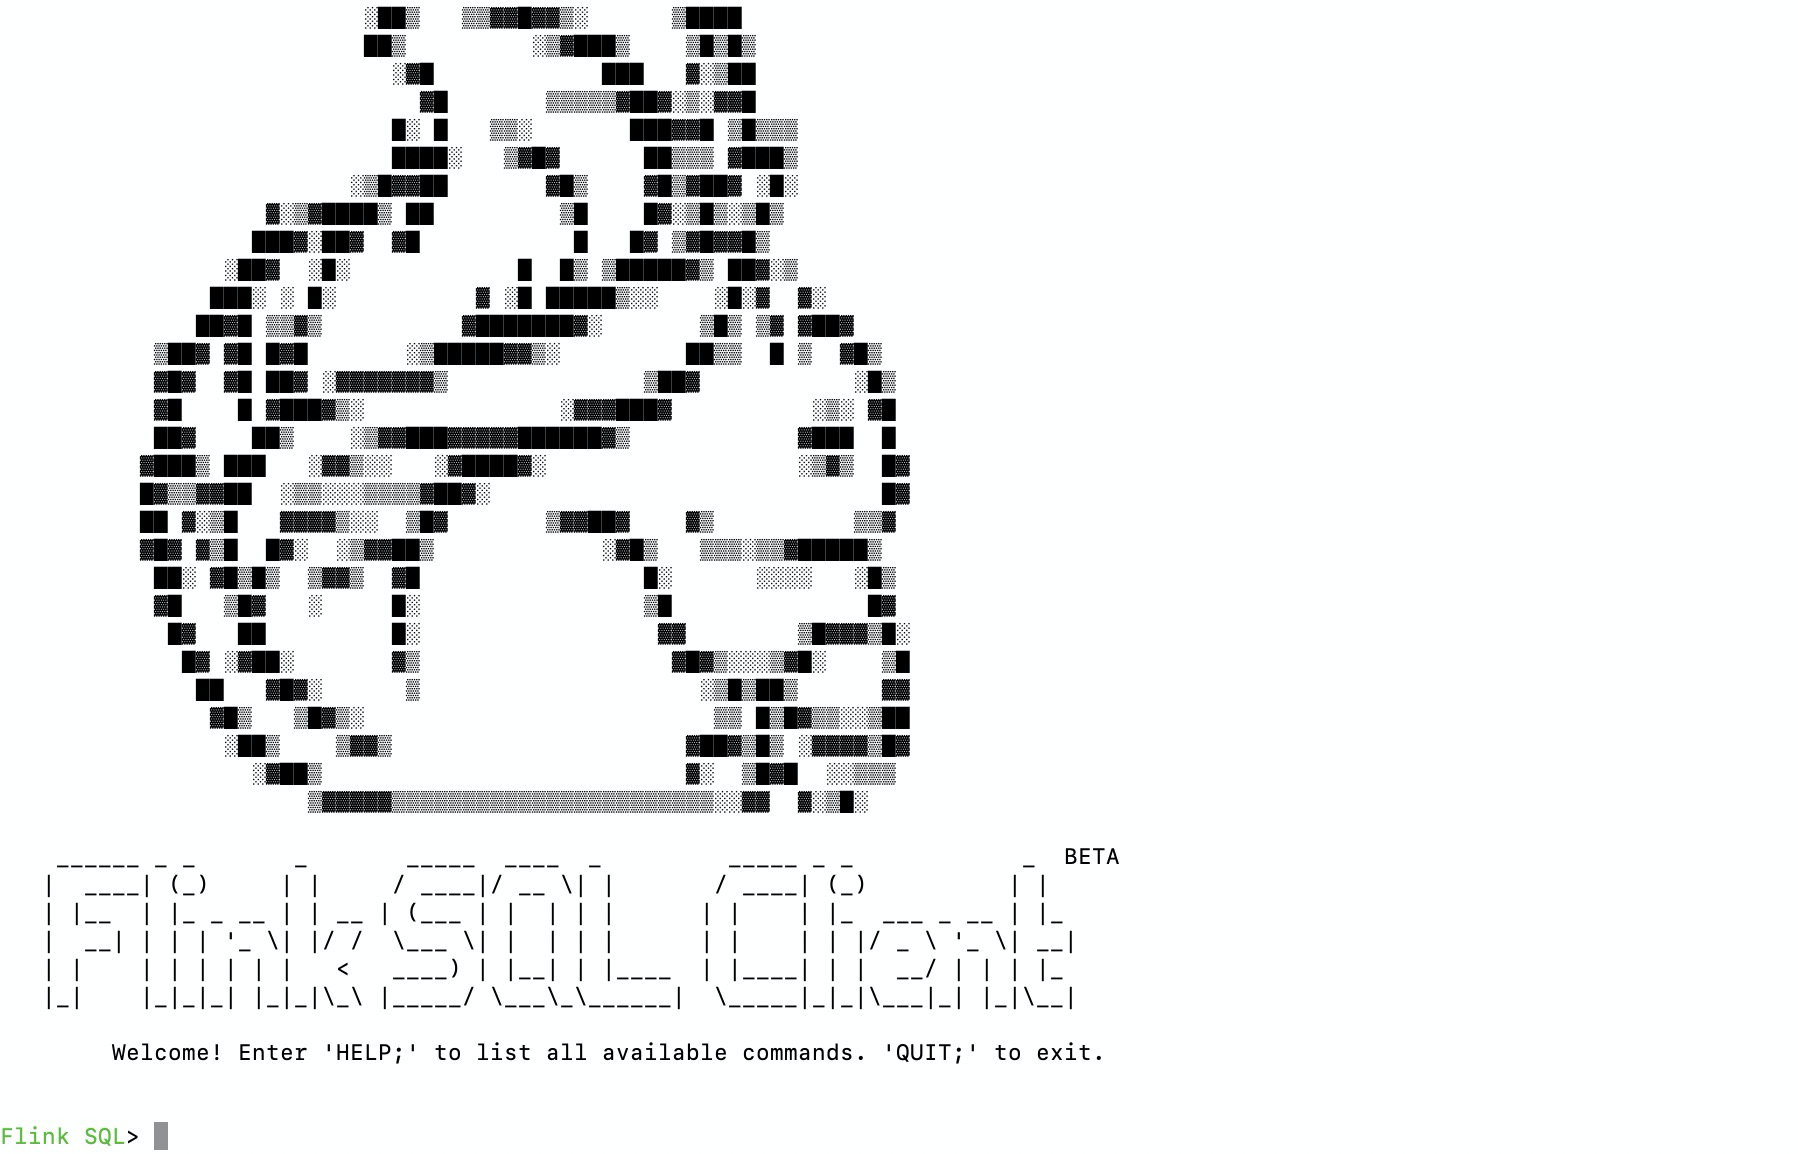 BETA
Flink SQL Client
Welcome! Enter 'HELP;' to list all available commands. 'QUIT;' to exit.
Flink SQL>